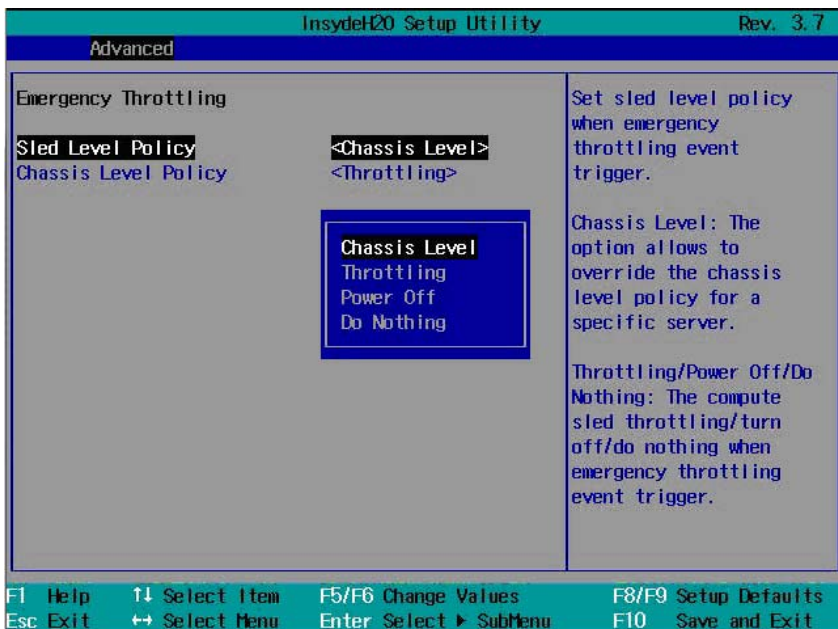 InsydeH20 Setup Utility Rev. 3.7
Advanced
Emergency Throttling
Sled Level Policy <Chassis Level>
Chassis Level Policy <Throttling>
Chassis Level
Throttling
Power Off
Do Nothing
Set sled level policy
when emergency
throttling event
trigger.
Chassis Level: The
option allows to
override the chassis
level policy for a
specific server.
Throttling/Power Off/Do
Nothing: The compute
sled throttling/turn
off/do nothing when
emergency throttling
event trigger.
F1 Help ↑↓ Select Item F5/F6 Change Values F8/F9 Setup Defaults
Esc Exit ↔ Select Menu Enter Select ▶ SubMenu F10 Save and Exit